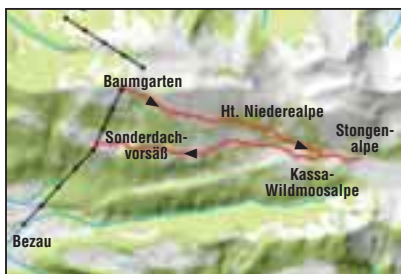 Baumgarten
Ht. Niederealpe
Sonderdach-
vorsäß
Stongen-
alpe
Kassa-
Wildmoosalpe
Bezau